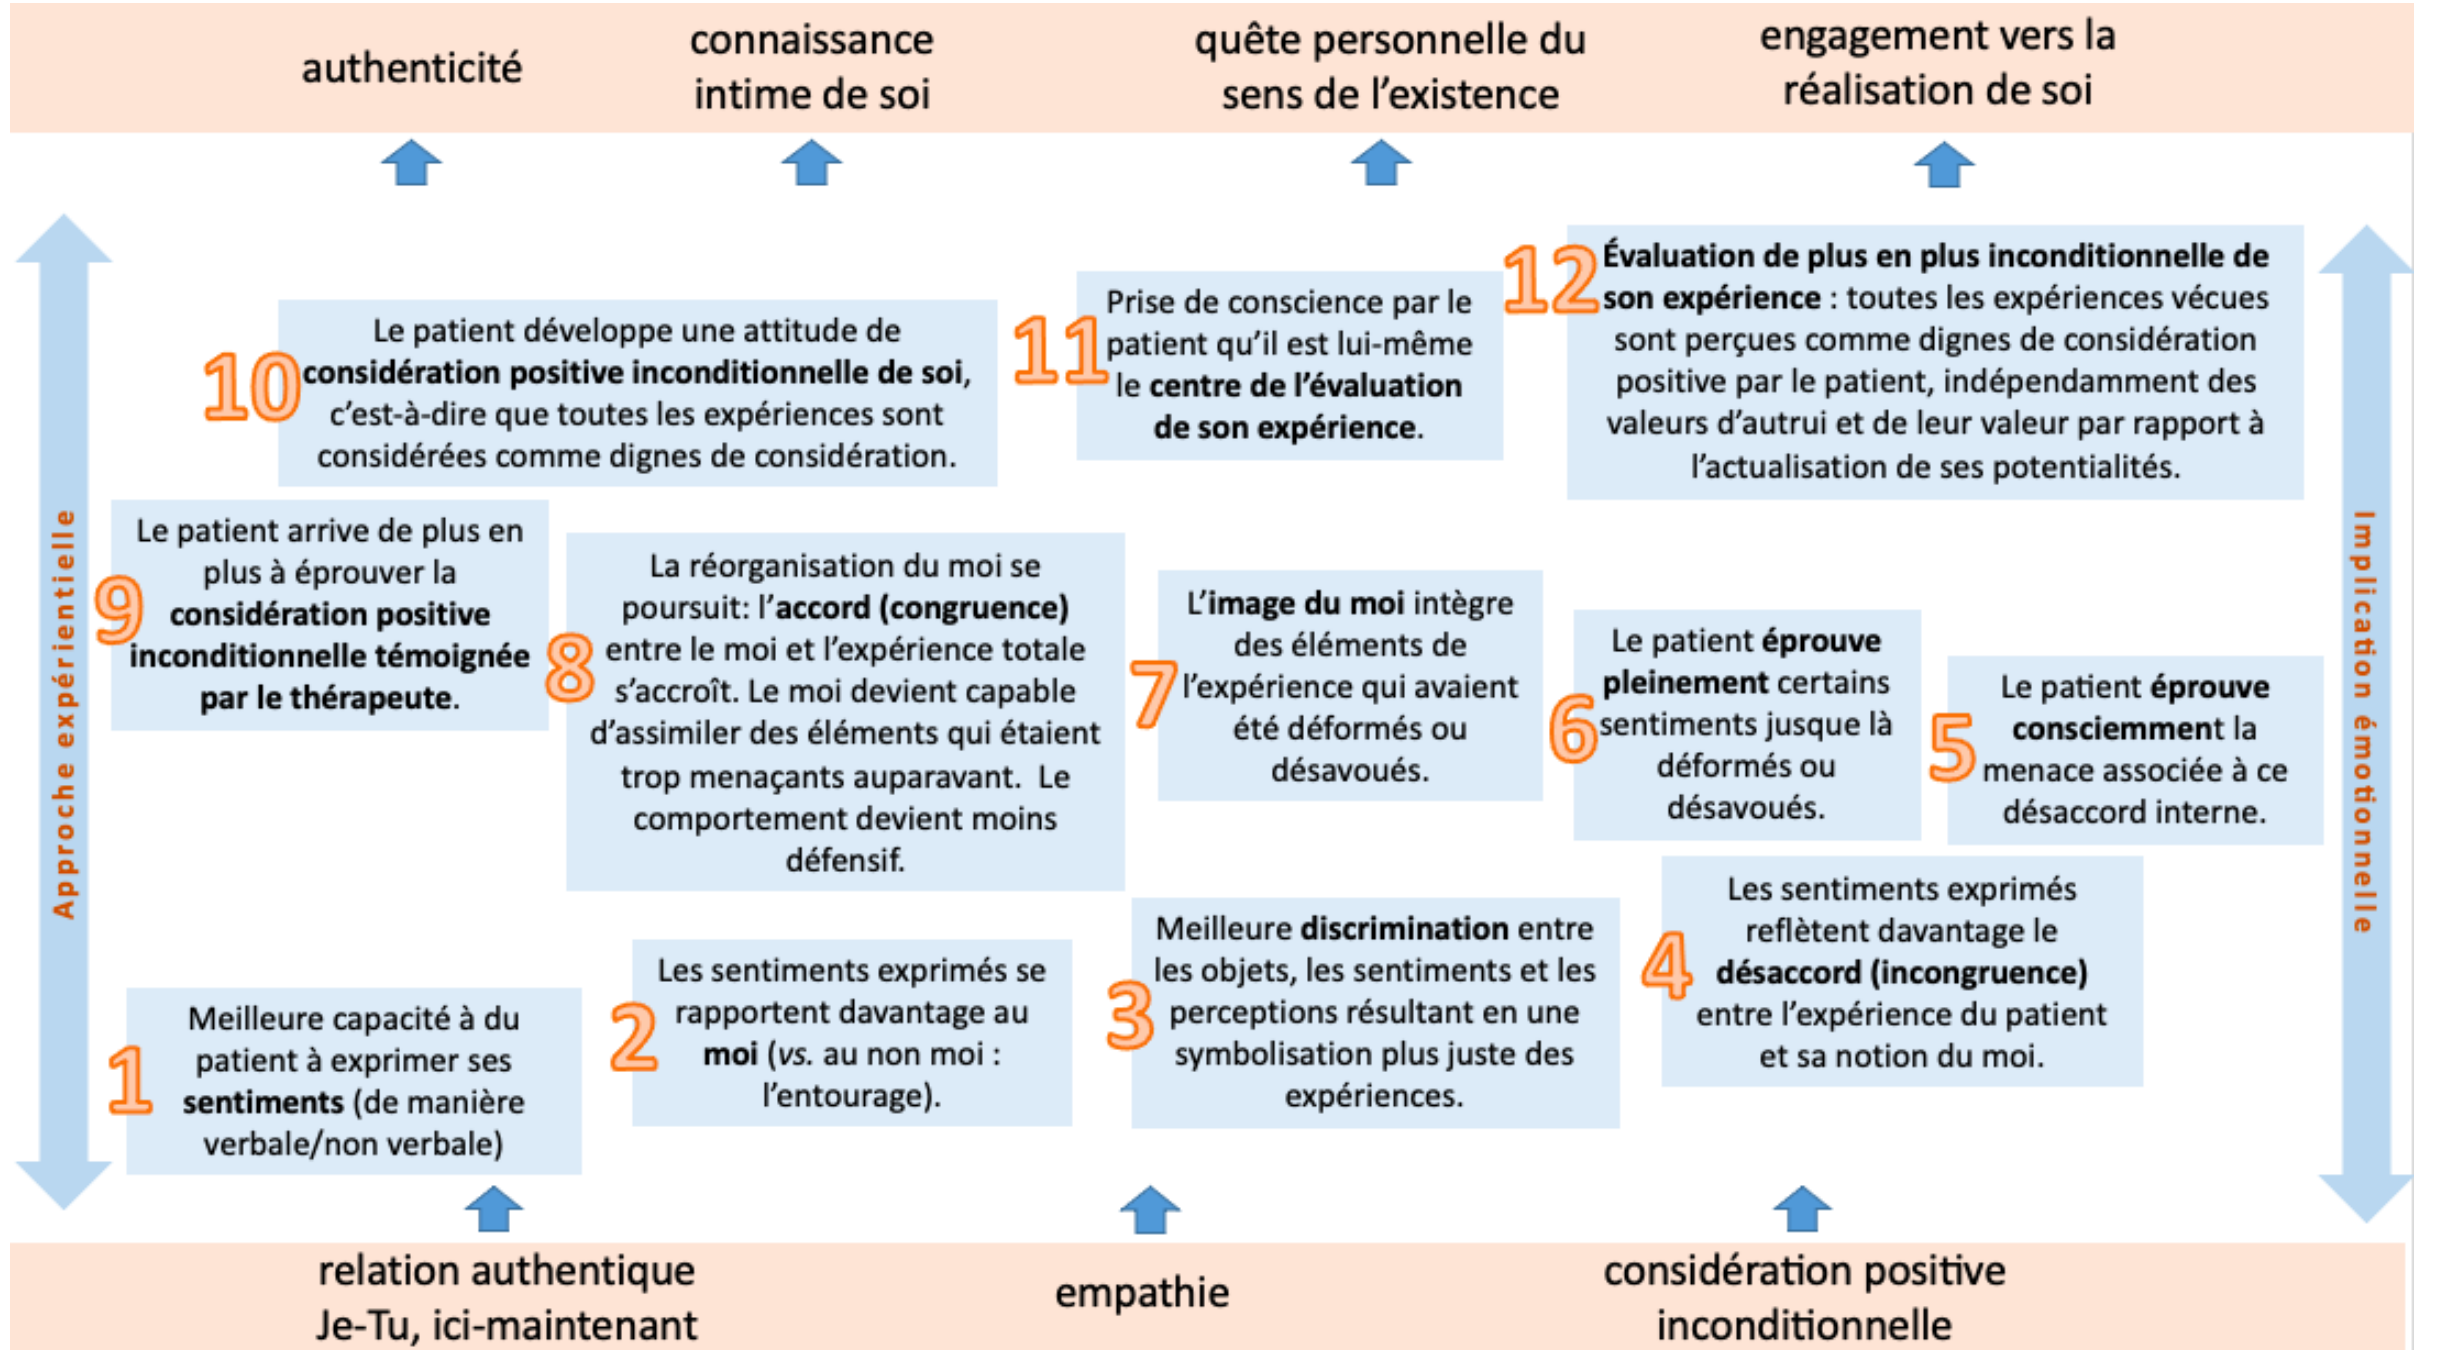 authenticité
connaissance
intime de soi
quête personnelle du
sens de l'existence
engagement vers la
réalisation de soi
Approche expérientielle
Implication émotionnelle
10
Le patient développe une attitude de
considération positive inconditionnelle de soi,
c'est-à-dire que toutes les expériences sont
considérées comme dignes de considération.
11
Prise de conscience par le
patient qu'il est lui-même
le centre de l'évaluation
de son expérience.
12
Évaluation de plus en plus inconditionnelle de
son expérience : toutes les expériences vécues
sont perçues comme dignes de considération
positive par le patient, indépendamment des
valeurs d'autrui et de leur valeur par rapport à
l'actualisation de ses potentialités.
9
Le patient arrive de plus en
plus à éprouver la
considération positive
inconditionnelle témoignée
par le thérapeute.
8
La réorganisation du moi se
poursuit: l'accord (congruence)
entre le moi et l'expérience totale
s'accroît. Le moi devient capable
d'assimiler des éléments qui étaient
trop menaçants auparavant. Le
comportement devient moins
défensif.
7
L'image du moi intègre
des éléments de
l'expérience qui avaient
été déformés ou
désavoués.
6
Le patient éprouve
pleinement certains
sentiments jusque là
déformés ou
désavoués.
5
Le patient éprouve
consciemment la
menace associée à ce
désaccord interne.
1
Meilleure capacité à du
patient à exprimer ses
sentiments (de manière
verbale/non verbale)
2
Les sentiments exprimés se
rapportent davantage au
moi (vs. au non moi :
l'entourage).
3
Meilleure discrimination entre
les objets, les sentiments et les
perceptions résultant en une
symbolisation plus juste des
expériences.
4
Les sentiments exprimés
reflètent davantage le
désaccord (incongruence)
entre l'expérience du patient
et sa notion du moi.
relation authentique
Je-Tu, ici-maintenant
empathie
considération positive
inconditionnelle